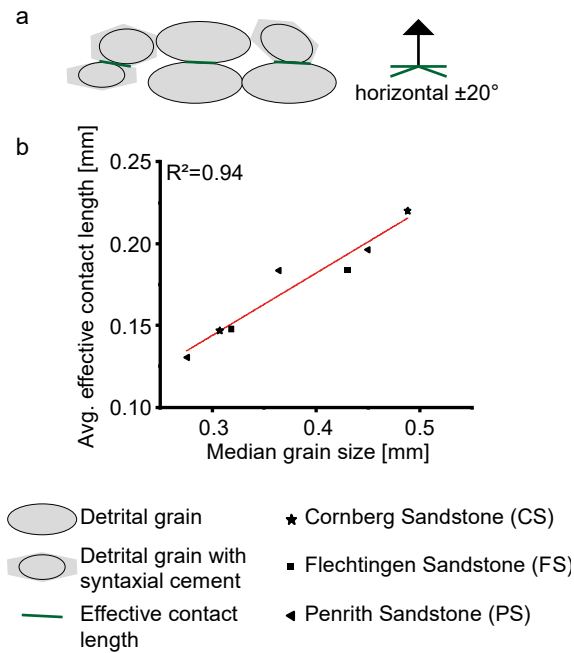 a
horizontal ±20°
b
Avg. effective contact length [mm]
0.25
0.20
0.15
0.10
R²=0.94
0.3 0.4 0.5
Median grain size [mm]
Detrital grain
Detrital grain with
syntaxial cement
Effective contact
length
Cornberg Sandstone (CS)
Flechtingen Sandstone (FS)
Penrith Sandstone (PS)